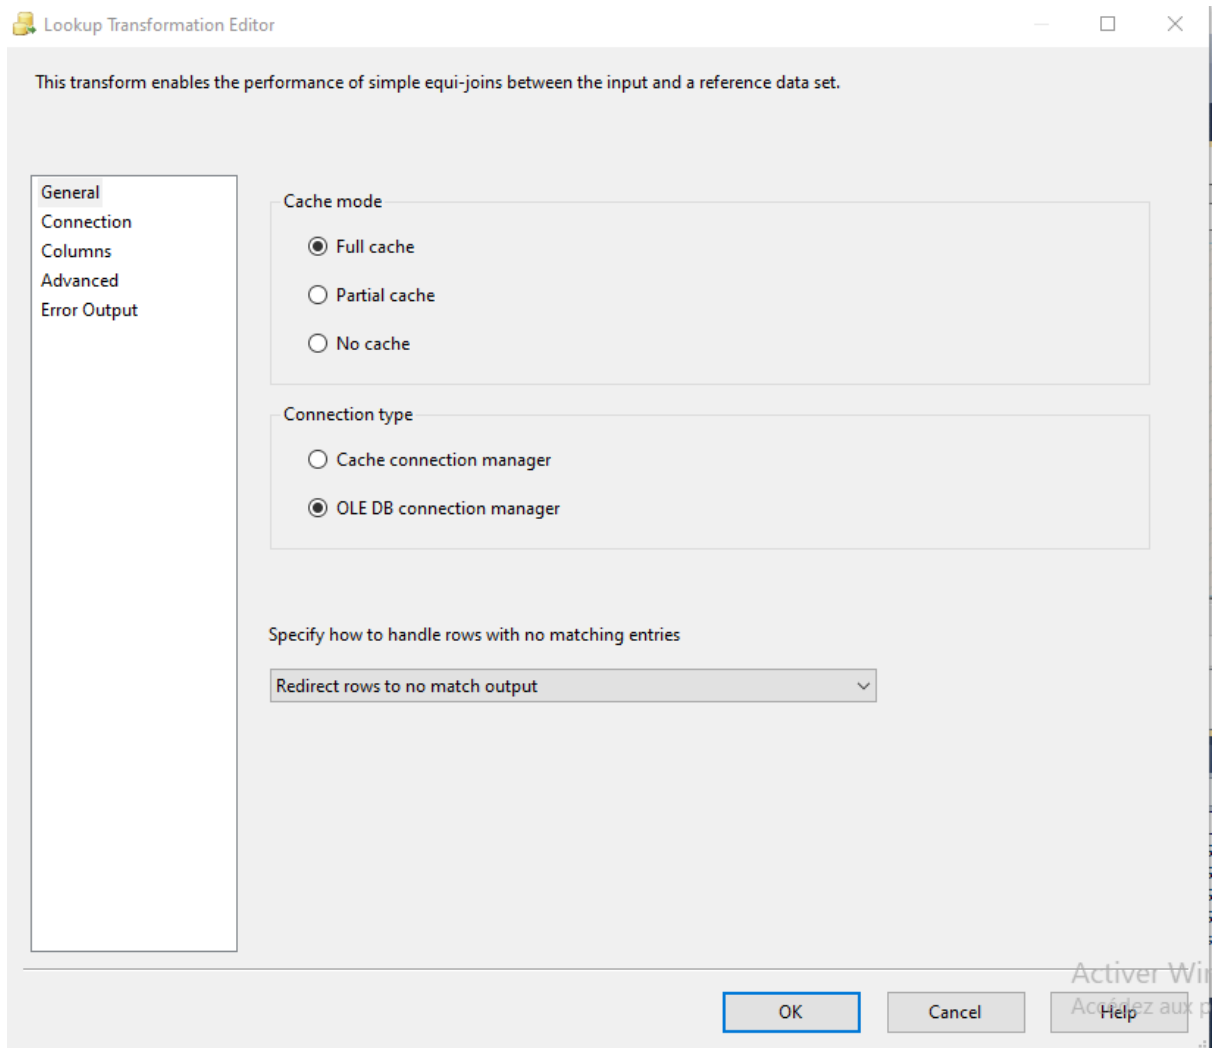 Lookup Transformation Editor
This transform enables the performance of simple equi-joins between the input and a reference data set.
General
Connection
Columns
Advanced
Error Output
Cache mode
Full cache
Partial cache
No cache
Connection type
Cache connection manager
OLE DB connection manager
Specify how to handle rows with no matching entries
Redirect rows to no match output
Activer
Accédez aux
OK
Cancel
Help